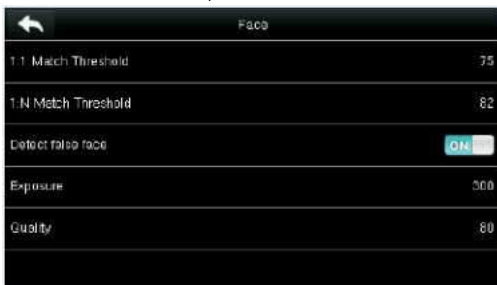 Face
1:1 Match Threshold 75
1:N Match Threshold 82
Detect false face ON
Exposure 300
Quality 80